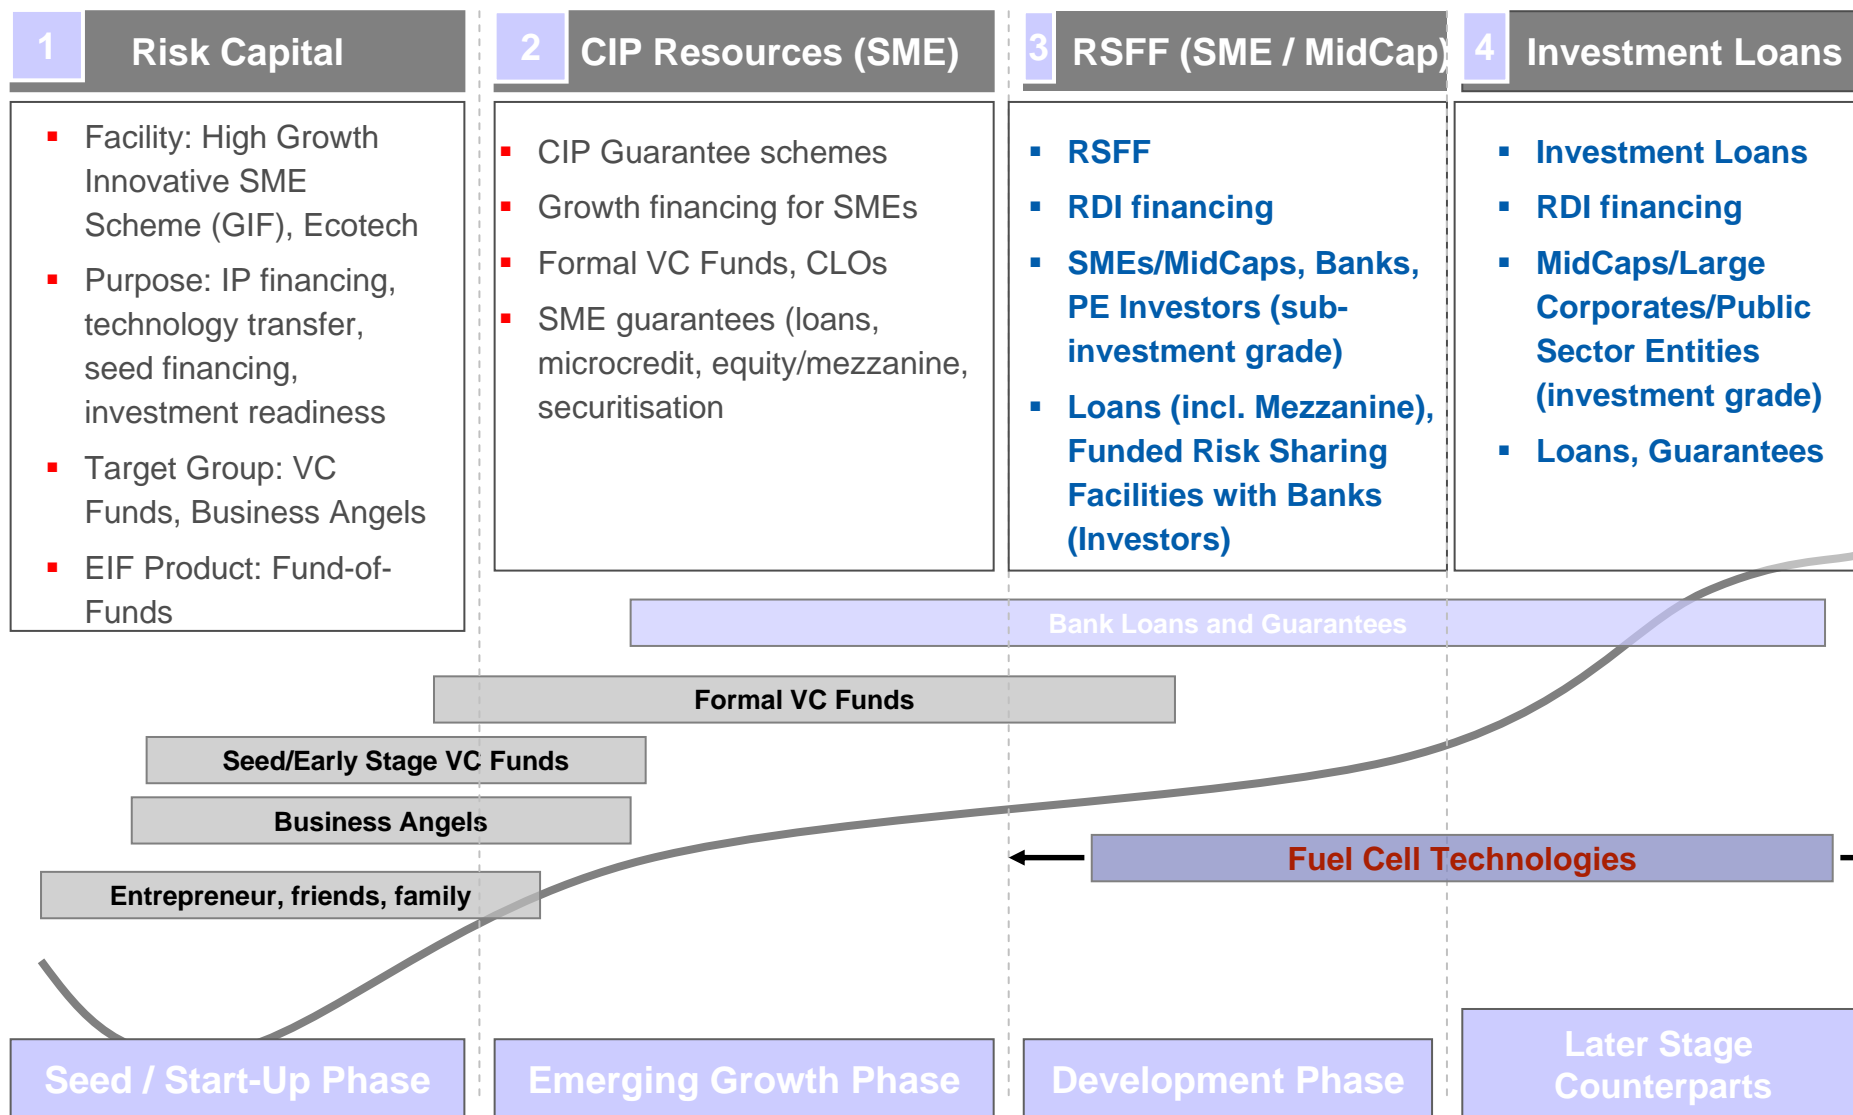 1
Risk Capital
2
CIP Resources (SME)
3
RSFF (SME / MidCap)
4
Investment Loans
Facility: High Growth
Innovative SME
Scheme (GIF), Ecotech
Purpose: IP financing,
technology transfer,
seed financing,
investment readiness
Target Group: VC
Funds, Business Angels
EIF Product: Fund-of-
Funds
CIP Guarantee schemes
Growth financing for SMEs
Formal VC Funds, CLOs
SME guarantees (loans,
microcredit, equity/mezzanine,
securitisation
RSFF
RDI financing
SMEs/MidCaps, Banks,
PE Investors (sub-
investment grade)
Loans (incl. Mezzanine),
Funded Risk Sharing
Facilities with Banks
(Investors)
Investment Loans
RDI financing
MidCaps/Large
Corporates/Public
Sector Entities
(investment grade)
Loans, Guarantees
Bank Loans and Guarantees
Formal VC Funds
Seed/Early Stage VC Funds
Business Angels
Fuel Cell Technologies
Entrepreneur, friends, family
Seed / Start-Up Phase
Emerging Growth Phase
Development Phase
Later Stage
Counterparts